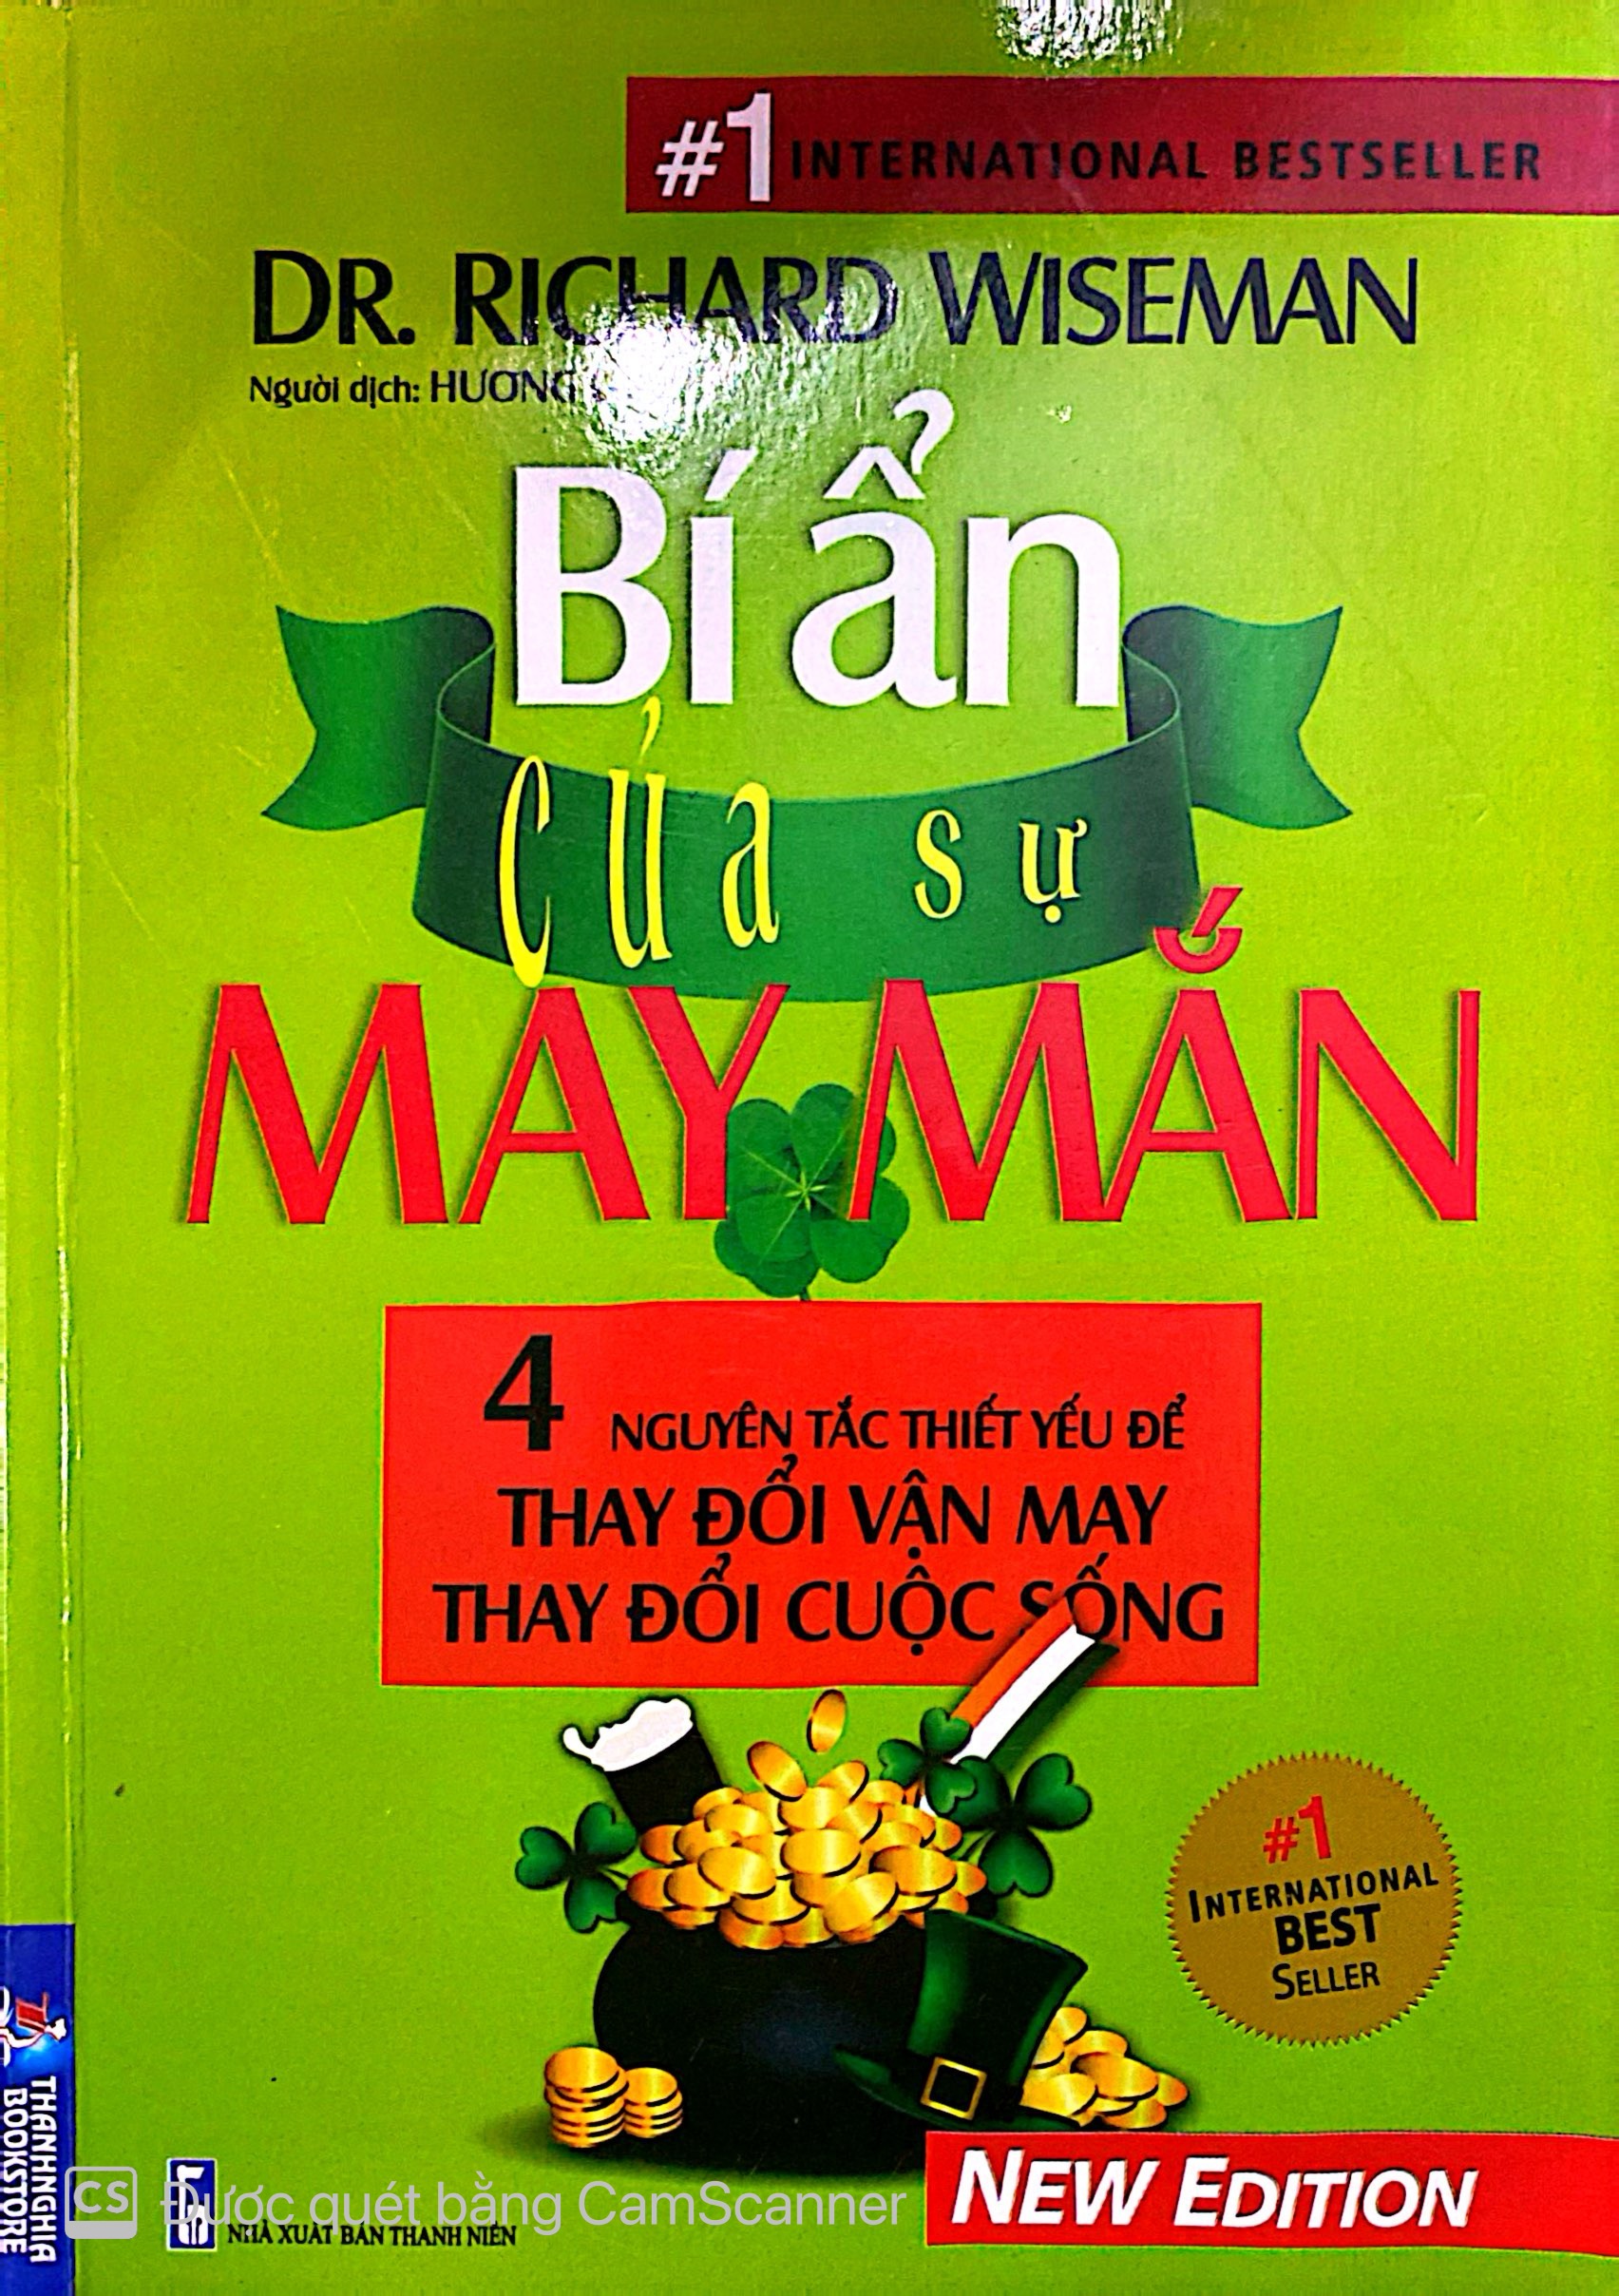 #1 INTERNATIONAL BESTSELLER
DR. RICHARD WISEMAN
Người dịch: HƯƠNG
Bí ẩn
của sự
MAY MẮN
4 NGUYÊN TẮC THIẾT YẾU ĐỂ
THAY ĐỔI VẬN MAY
THAY ĐỔI CUỘC SỐNG
#1
INTERNATIONAL
BEST
SELLER
NEW EDITION
THANHNGHIA
BOOKSTORE
CS Được quét bằng CamScanner
NHÀ XUẤT BẢN THANH NIÊN